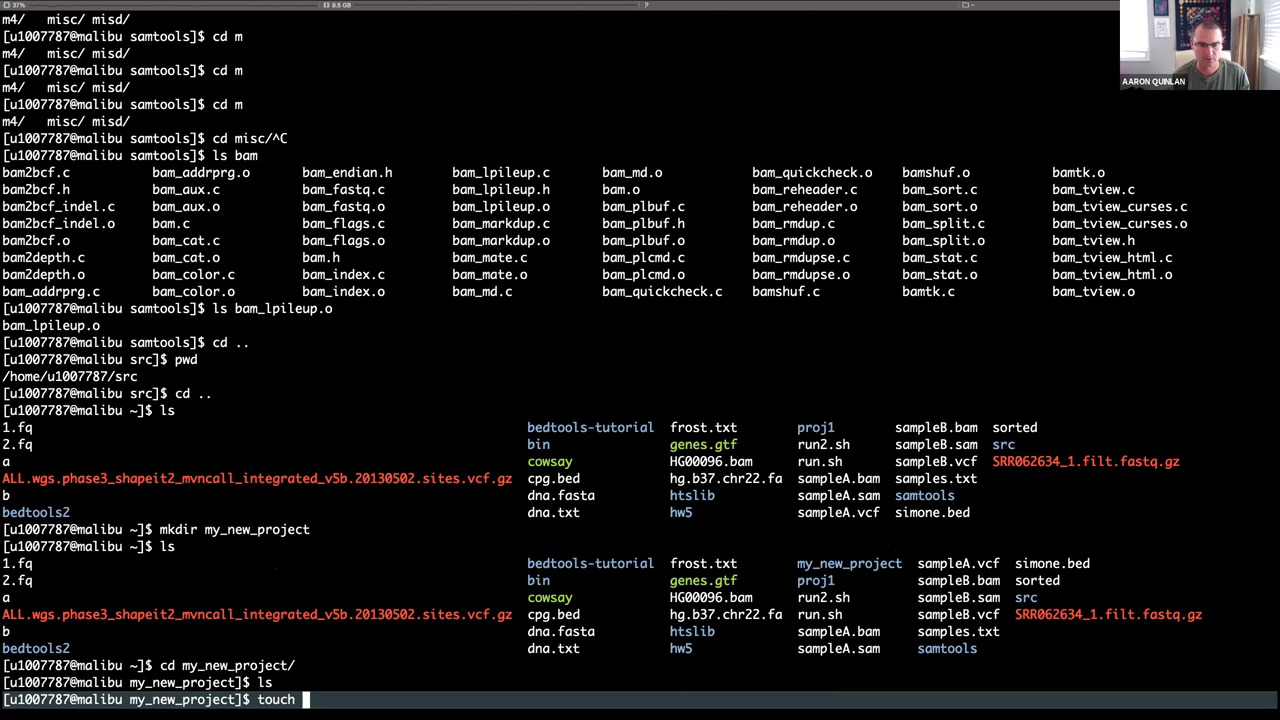 37%
8.6 GB
m4/   misc/ misd/
[u1007787@malibu samtools]$ cd m
m4/   misc/ misd/
[u1007787@malibu samtools]$ cd m
m4/   misc/ misd/
[u1007787@malibu samtools]$ cd m
m4/   misc/ misd/
[u1007787@malibu samtools]$ cd misc/^C
[u1007787@malibu samtools]$ ls bam
bam2bcf.c bam_addrprg.o bam_endian.h bam_lpileup.c bam_md.o bam_quickcheck.o bamshuf.o bamtk.o
bam2bcf.h bam_aux.c bam_fastq.c bam_lpileup.h bam.o bam_reheader.c bam_sort.c bam_tview.c
bam2bcf_indel.c bam_aux.o bam_fastq.o bam_lpileup.o bam_plbuf.c bam_reheader.o bam_sort.o bam_tview_curses.c
bam2bcf_indel.o bam.c bam_flags.c bam_markdup.c bam_plbuf.h bam_rmdup.c bam_split.c bam_tview_curses.o
bam2bcf.o bam_cat.c bam_flags.o bam_markdup.o bam_plbuf.o bam_rmdup.o bam_split.o bam_tview.h
bam2depth.c bam_cat.o bam.h bam_mate.c bam_plcmd.c bam_rmdupse.c bam_stat.c bam_tview_html.c
bam2depth.o bam_color.c bam_index.c bam_mate.o bam_plcmd.o bam_rmdupse.o bam_stat.o bam_tview_html.o
bam_addrprg.c bam_color.o bam_index.o bam_md.c bam_quickcheck.c bamshuf.c bamtk.c bam_tview.o
[u1007787@malibu samtools]$ ls bam_lpileup.o
bam_lpileup.o
[u1007787@malibu samtools]$ cd ..
[u1007787@malibu src]$ pwd
/home/u1007787/src
[u1007787@malibu src]$ cd ..
[u1007787@malibu ~]$ ls
1.fq bedtools-tutorial frost.txt proj1 sampleB.bam sorted
2.fq bin genes.gtf run2.sh sampleB.sam src
a cowsay HG00096.bam run.sh sampleB.vcf SRR062634_1.filt.fastq.gz
ALL.wgs.phase3_shapeit2_mvncall_integrated_v5b.20130502.sites.vcf.gz cpg.bed hg.b37.chr22.fa sampleA.bam samples.txt
b dna.fasta htslib sampleA.sam samtools
bedtools2 dna.txt hw5 sampleA.vcf simone.bed
[u1007787@malibu ~]$ mkdir my_new_project
[u1007787@malibu ~]$ ls
1.fq bedtools-tutorial frost.txt my_new_project sampleA.vcf simone.bed
2.fq bin genes.gtf proj1 sampleB.bam sorted
a cowsay HG00096.bam run2.sh sampleB.sam src
ALL.wgs.phase3_shapeit2_mvncall_integrated_v5b.20130502.sites.vcf.gz cpg.bed hg.b37.chr22.fa run.sh sampleB.vcf SRR062634_1.filt.fastq.gz
b dna.fasta htslib sampleA.bam samples.txt
bedtools2 dna.txt hw5 sampleA.sam samtools
[u1007787@malibu ~]$ cd my_new_project/
[u1007787@malibu my_new_project]$ ls
[u1007787@malibu my_new_project]$ touch
AARON QUINLAN